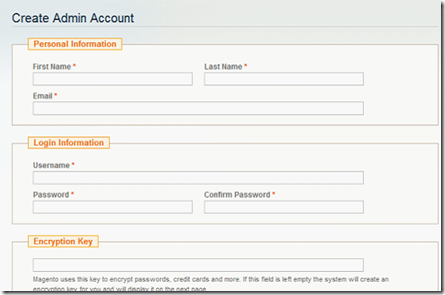 Create Admin Account
Personal Information
First Name * Last Name *
Email *
Login Information
Username *
Password * Confirm Password *
Encryption Key
Magento uses this key to encrypt passwords, credit cards and more. If this field is left empty the system will create an
encryption key for you and will display it on the next page.